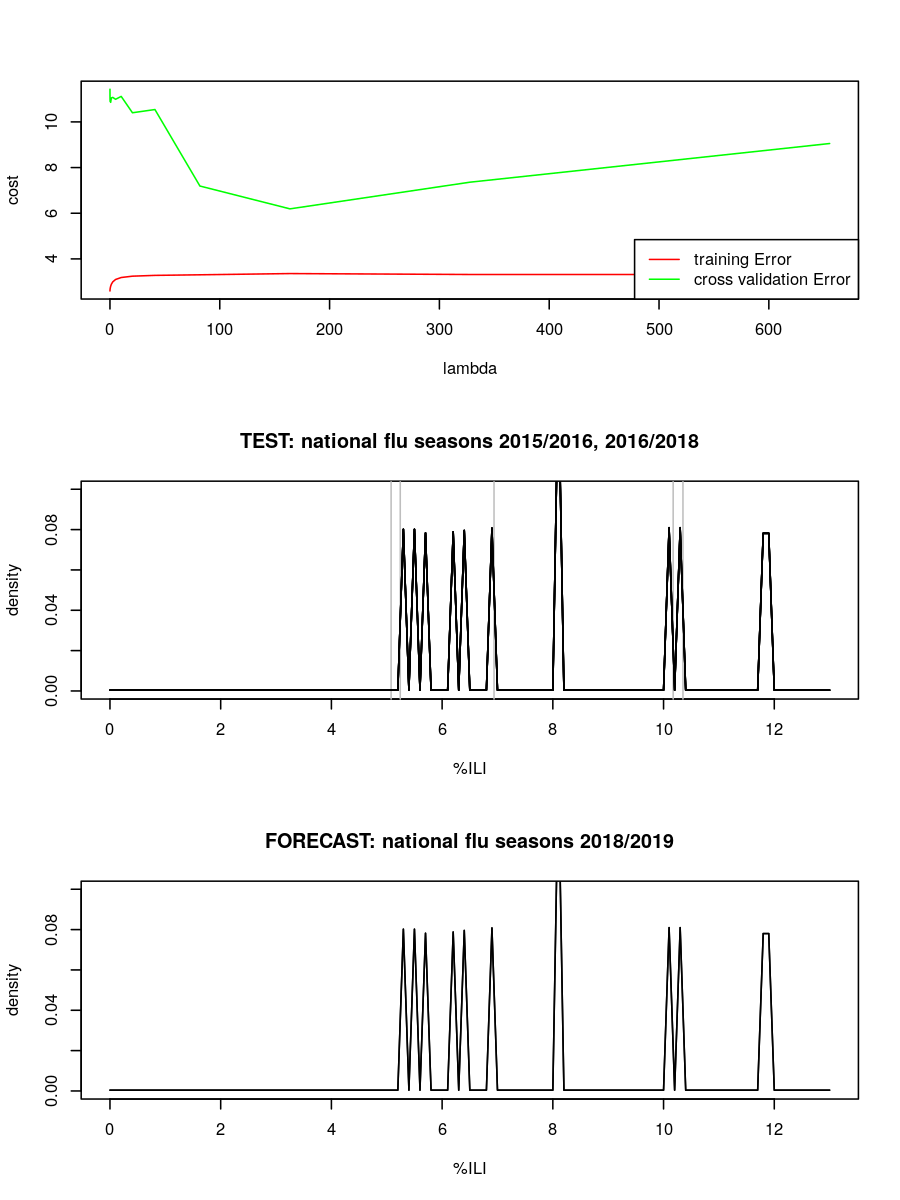 10
8
6
4
cost
training Error
cross validation Error
0 100 200 300 400 500 600
lambda
TEST: national flu seasons 2015/2016, 2016/2018
0.08
0.04
0.00
density
0 2 4 6 8 10 12
%ILI
FORECAST: national flu seasons 2018/2019
0.08
0.04
0.00
density
0 2 4 6 8 10 12
%ILI